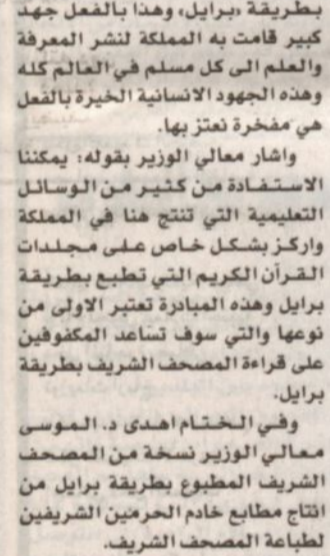 بطريقة «برايل» وهذا بالفعل جهد
كبير قامت به المملكة لنشر المعرفة
والعلم الى كل مسلم في العالم كله
وهذه الجهود الانسانية الخيرة بالفعل
هي مفخرة نعتز بها.
واشار معالي الوزير بقوله: يمكننا
الاستفادة من كثير من الوسائل
التعليمية التي تنتج هنا في المملكة
واركز بشكل خاص على مجلدات
القرآن الكريم التي تطبع بطريقة
برايل وهذه المبادرة تعتبر الاولى من
نوعها والتي سوف تساعد المكفوفين
على قراءة المصحف الشريف بطريقة
برايل.
وفي الختام اهدى د. الموسى
معالي الوزير نسخة من المصحف
الشريف المطبوع بطريقة برايل من
انتاج مطابع خادم الحرمين الشريفين
لطباعة المصحف الشريف.